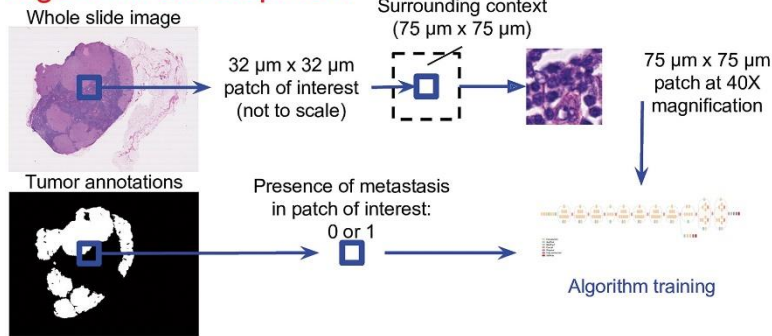 Whole slide image
Surrounding context
(75 µm x 75 µm)
32 µm x 32 µm
patch of interest
(not to scale)
75 µm x 75 µm
patch at 40X
magnification
Tumor annotations
Presence of metastasis
in patch of interest:
0 or 1
Algorithm training